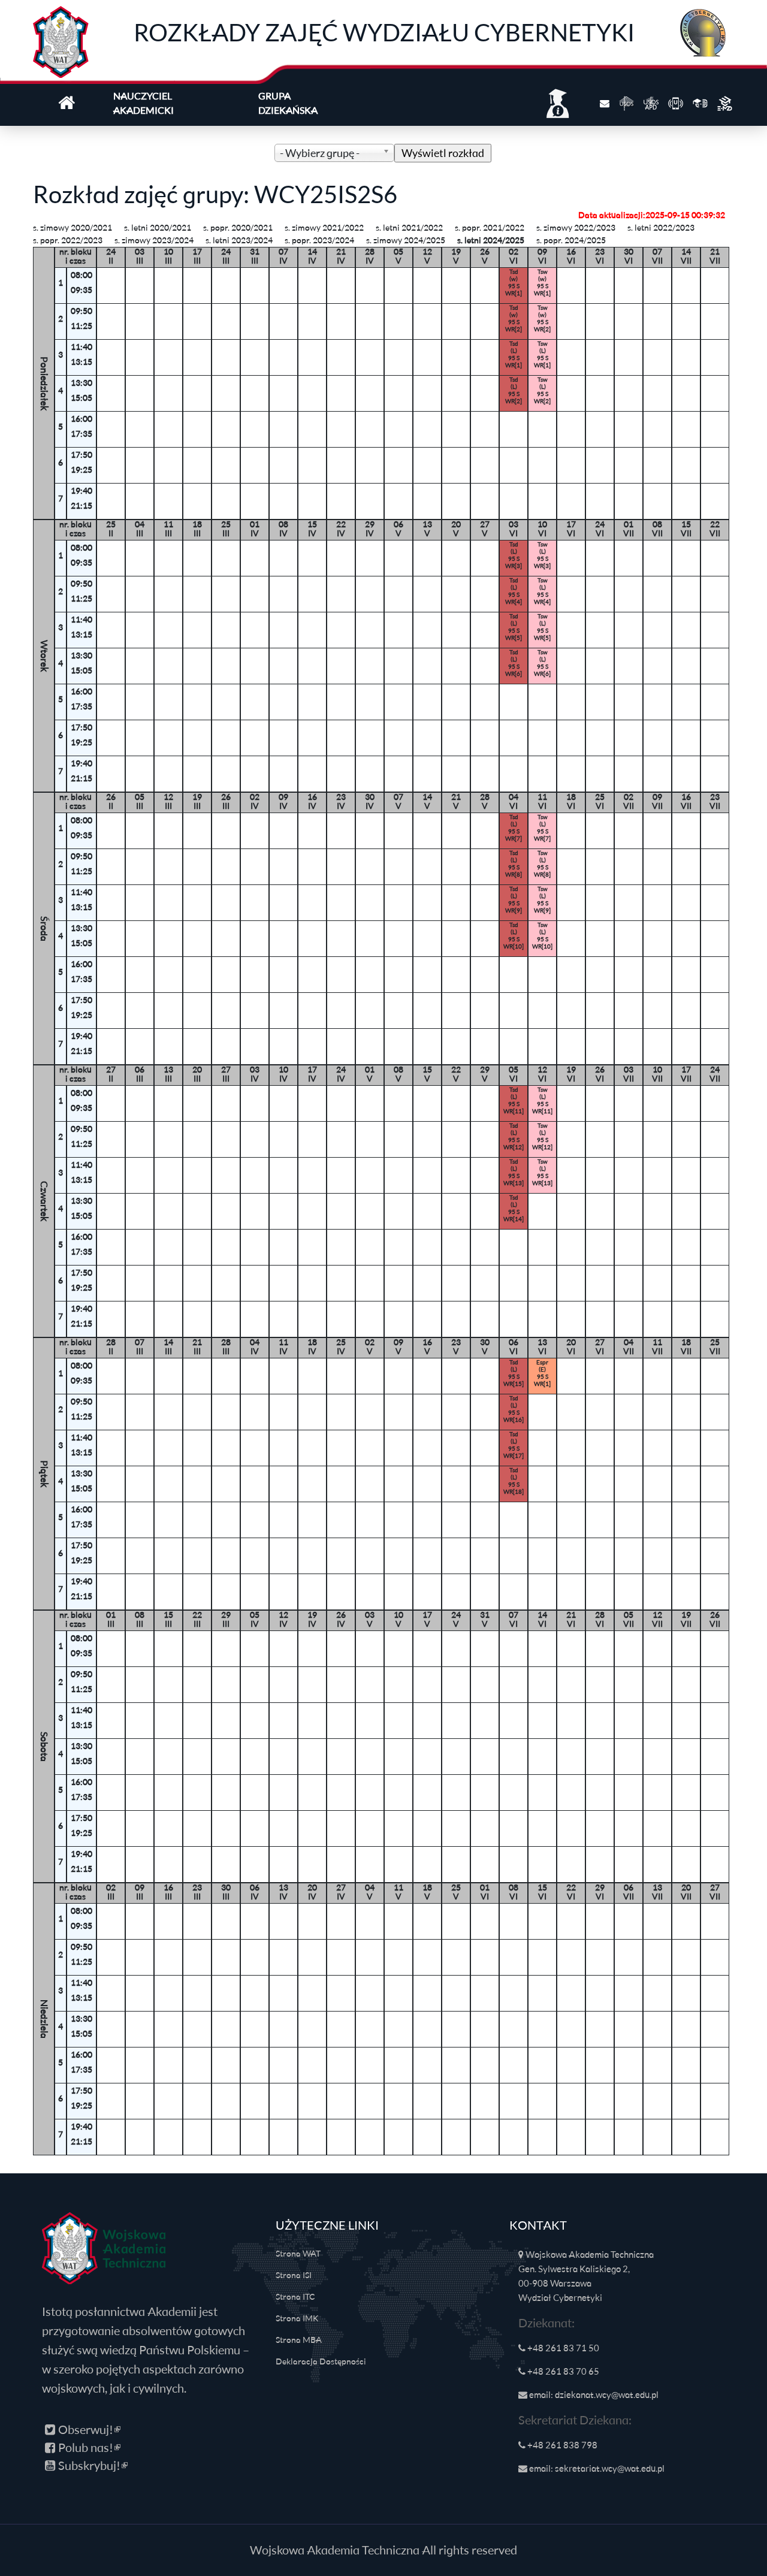 ROZKŁADY ZAJĘĆ WYDZIAŁU CYBERNETYKI
NAUCZYCIEL AKADEMICKI
GRUPA DZIEKAŃSKA
- Wybierz grupę -
Wyświetl rozkład
Rozkład zajęć grupy: WCY25IS2S6
Data aktualizacji:2025-09-15 00:39:32
s. zimowy 2020/2021 s. letni 2020/2021 s. popr. 2020/2021 s. zimowy 2021/2022 s. letni 2021/2022 s. popr. 2021/2022 s. zimowy 2022/2023 s. letni 2022/2023
s. popr. 2022/2023 s. zimowy 2023/2024 s. letni 2023/2024 s. popr. 2023/2024 s. zimowy 2024/2025 s. letni 2024/2025 s. popr. 2024/2025
Poniedziałek
nr. bloku i czas 24 II 03 III 10 III 17 III 24 III 31 III 07 IV 14 IV 21 IV 28 IV 05 V 12 V 19 V 26 V 02 VI 09 VI 16 VI 23 VI 30 VI 07 VII 14 VII 21 VII
1 08:00 09:35 Tsd (w) 95 S WR[1] Tsw (w) 95 S WR[1]
2 09:50 11:25 Tsd (w) 95 S WR[2] Tsw (w) 95 S WR[2]
3 11:40 13:15 Tsd (L) 95 S WR[1] Tsw (L) 95 S WR[1]
4 13:30 15:05 Tsd (L) 95 S WR[2] Tsw (L) 95 S WR[2]
5 16:00 17:35
6 17:50 19:25
7 19:40 21:15
Wtorek
nr. bloku i czas 25 II 04 III 11 III 18 III 25 III 01 IV 08 IV 15 IV 22 IV 29 IV 06 V 13 V 20 V 27 V 03 VI 10 VI 17 VI 24 VI 01 VII 08 VII 15 VII 22 VII
1 08:00 09:35 Tsd (L) 95 S WR[3] Tsw (L) 95 S WR[3]
2 09:50 11:25 Tsd (L) 95 S WR[4] Tsw (L) 95 S WR[4]
3 11:40 13:15 Tsd (L) 95 S WR[5] Tsw (L) 95 S WR[5]
4 13:30 15:05 Tsd (L) 95 S WR[6] Tsw (L) 95 S WR[6]
5 16:00 17:35
6 17:50 19:25
7 19:40 21:15
Środa
nr. bloku i czas 26 II 05 III 12 III 19 III 26 III 02 IV 09 IV 16 IV 23 IV 30 IV 07 V 14 V 21 V 28 V 04 VI 11 VI 18 VI 25 VI 02 VII 09 VII 16 VII 23 VII
1 08:00 09:35 Tsd (L) 95 S WR[7] Tsw (L) 95 S WR[7]
2 09:50 11:25 Tsd (L) 95 S WR[8] Tsw (L) 95 S WR[8]
3 11:40 13:15 Tsd (L) 95 S WR[9] Tsw (L) 95 S WR[9]
4 13:30 15:05 Tsd (L) 95 S WR[10] Tsw (L) 95 S WR[10]
5 16:00 17:35
6 17:50 19:25
7 19:40 21:15
Czwartek
nr. bloku i czas 27 II 06 III 13 III 20 III 27 III 03 IV 10 IV 17 IV 24 IV 01 V 08 V 15 V 22 V 29 V 05 VI 12 VI 19 VI 26 VI 03 VII 10 VII 17 VII 24 VII
1 08:00 09:35 Tsd (L) 95 S WR[11] Tsw (L) 95 S WR[11]
2 09:50 11:25 Tsd (L) 95 S WR[12] Tsw (L) 95 S WR[12]
3 11:40 13:15 Tsd (L) 95 S WR[13] Tsw (L) 95 S WR[13]
4 13:30 15:05 Tsd (L) 95 S WR[14]
5 16:00 17:35
6 17:50 19:25
7 19:40 21:15
Piątek
nr. bloku i czas 28 II 07 III 14 III 21 III 28 III 04 IV 11 IV 18 IV 25 IV 02 V 09 V 16 V 23 V 30 V 06 VI 13 VI 20 VI 27 VI 04 VII 11 VII 18 VII 25 VII
1 08:00 09:35 Tsd (L) 95 S WR[15] Espr (E) 95 S WR[1]
2 09:50 11:25 Tsd (L) 95 S WR[16]
3 11:40 13:15 Tsd (L) 95 S WR[17]
4 13:30 15:05 Tsd (L) 95 S WR[18]
5 16:00 17:35
6 17:50 19:25
7 19:40 21:15
Sobota
nr. bloku i czas 01 III 08 III 15 III 22 III 29 III 05 IV 12 IV 19 IV 26 IV 03 V 10 V 17 V 24 V 31 V 07 VI 14 VI 21 VI 28 VI 05 VII 12 VII 19 VII 26 VII
1 08:00 09:35
2 09:50 11:25
3 11:40 13:15
4 13:30 15:05
5 16:00 17:35
6 17:50 19:25
7 19:40 21:15
Niedziela
nr. bloku i czas 02 III 09 III 16 III 23 III 30 III 06 IV 13 IV 20 IV 27 IV 04 V 11 V 18 V 25 V 01 VI 08 VI 15 VI 22 VI 29 VI 06 VII 13 VII 20 VII 27 VII
1 08:00 09:35
2 09:50 11:25
3 11:40 13:15
4 13:30 15:05
5 16:00 17:35
6 17:50 19:25
7 19:40 21:15
WAT
Wojskowa
Akademia
Techniczna
Istotą posłannictwa Akademii jest
przygotowanie absolwentów gotowych
służyć swą wiedzą Państwu Polskiemu –
w szeroko pojętych aspektach zarówno
wojskowych, jak i cywilnych.
Obserwuj!
Polub nas!
Subskrybuj!
UŻYTECZNE LINKI
Strona WAT
Strona ISI
Strona ITC
Strona IMK
Strona MBA
Deklaracja Dostępności
KONTAKT
Wojskowa Akademia Techniczna
Gen. Sylwestra Kaliskiego 2,
00-908 Warszawa
Wydział Cybernetyki
Dziekanat:
+48 261 83 71 50
+48 261 83 70 65
email: dziekanat.wcy@wat.edu.pl
Sekretariat Dziekana:
+48 261 838 798
email: sekretariat.wcy@wat.edu.pl
Wojskowa Akademia Techniczna All rights reserved